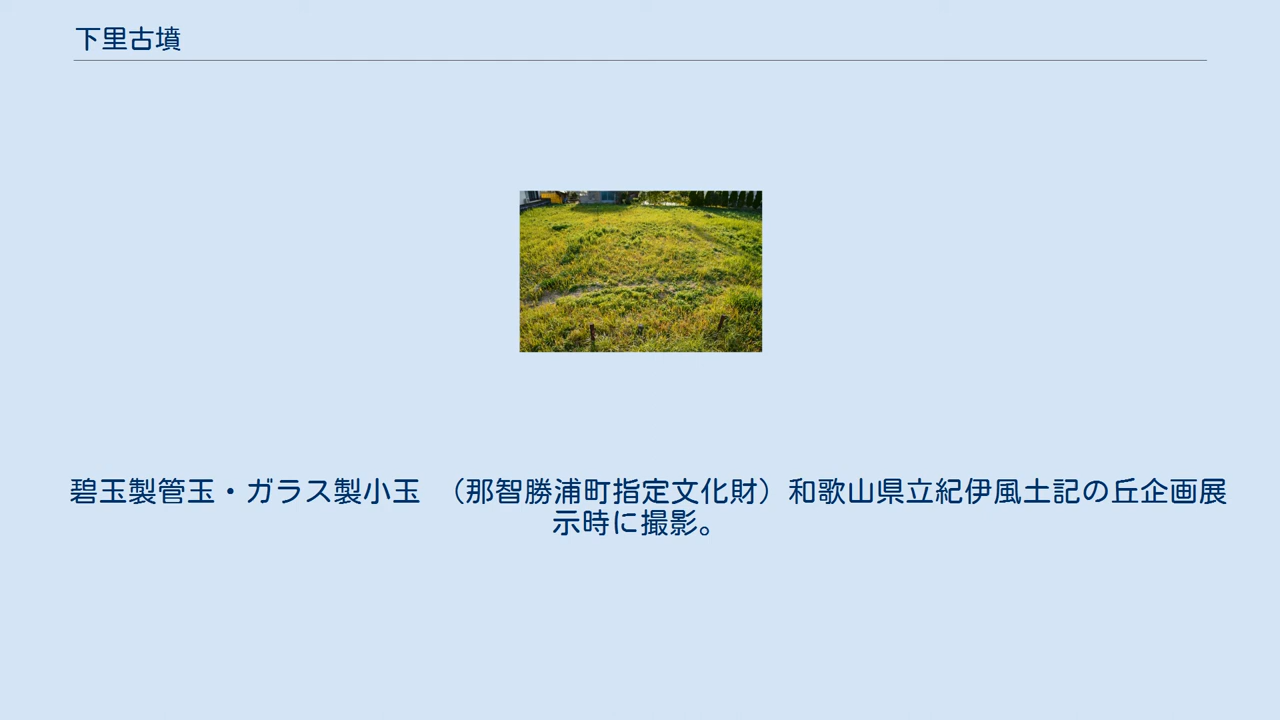 下里古墳
碧玉製管玉・ガラス製小玉 （那智勝浦町指定文化財）和歌山県立紀伊風土記の丘企画展
示時に撮影。